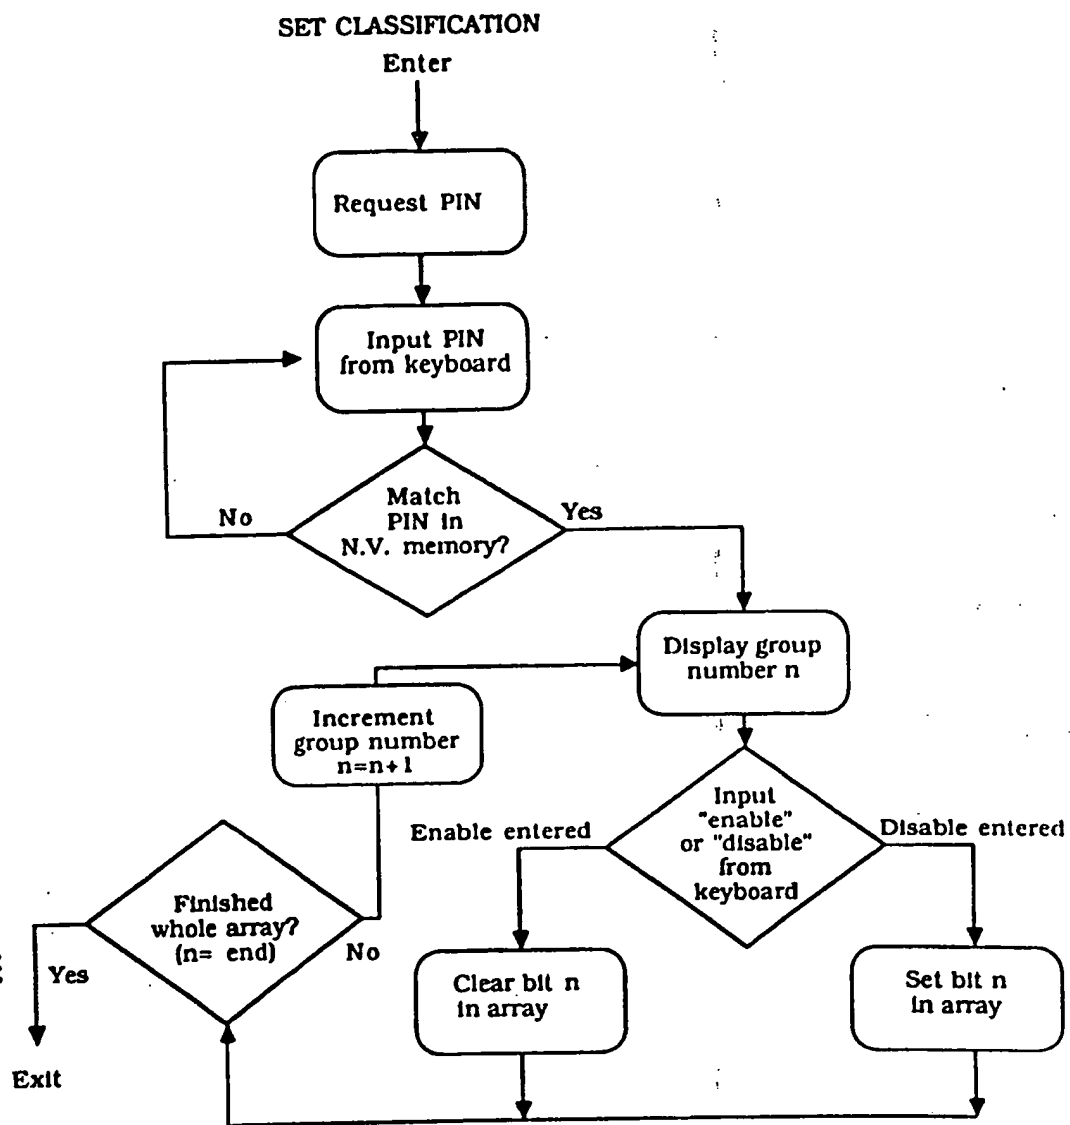 SET CLASSIFICATION
Enter
Request PIN
Input PIN
from keyboard
Match
PIN in
N.V. memory?
No
Yes
Display group
number n
Increment
group number
n=n+1
Input
"enable"
or "disable"
from
keyboard
Enable entered
Disable entered
Finished
whole array?
(n= end)
No
Yes
Clear bit n
in array
Set bit n
in array
Exit